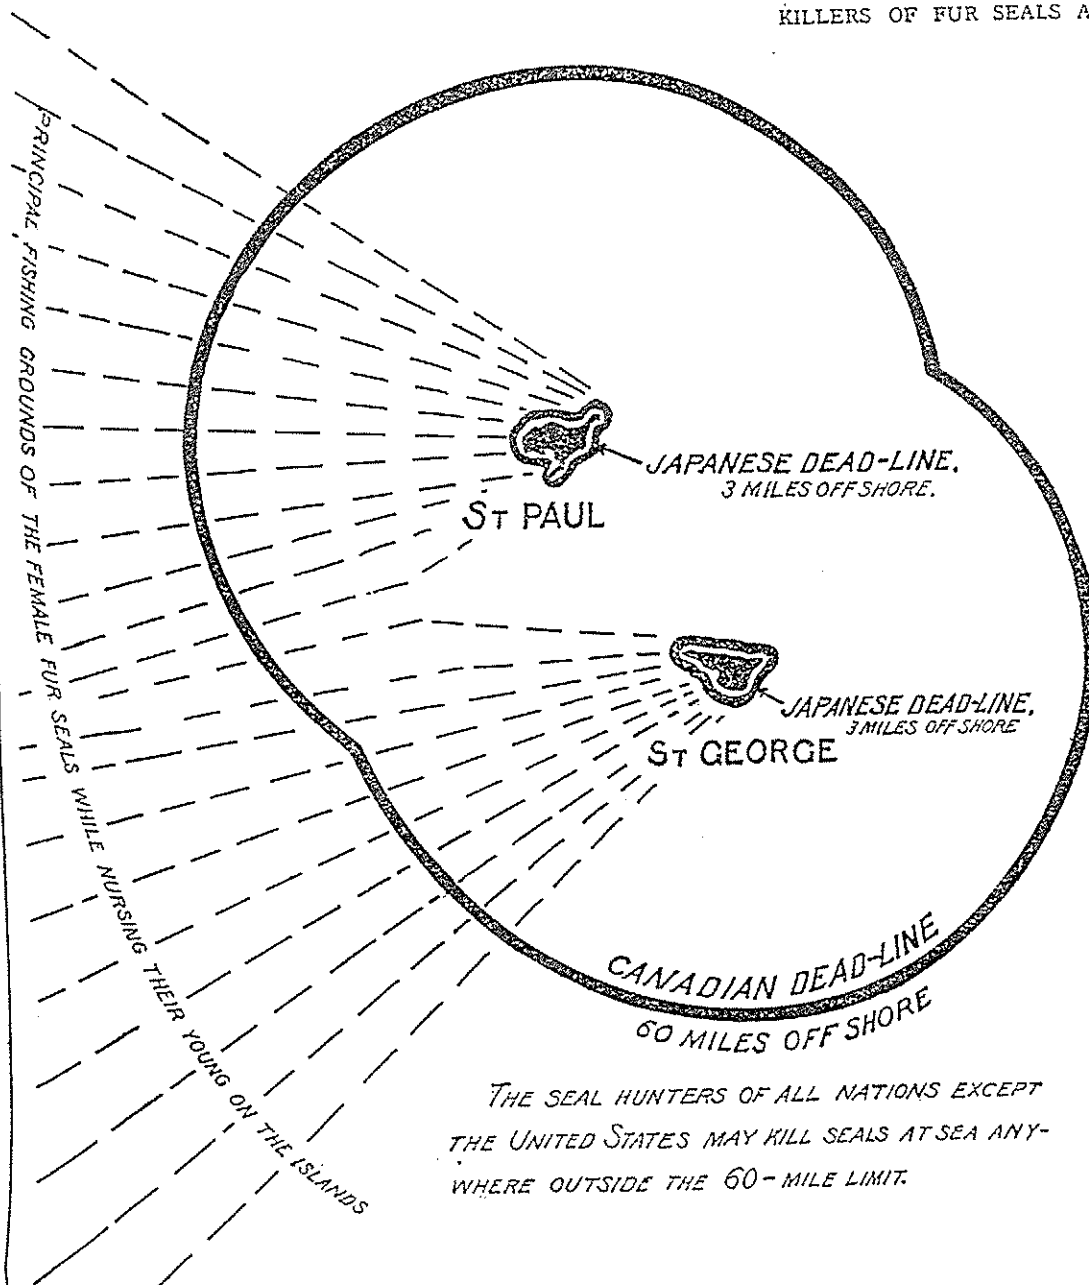 KILLERS OF FUR SEALS A
PRINCIPAL FISHING GROUNDS OF THE FEMALE FUR SEALS WHILE NURSING THEIR YOUNG ON THE ISLANDS
JAPANESE DEAD-LINE,
3 MILES OFF SHORE.
ST PAUL
JAPANESE DEAD-LINE,
3 MILES OFF SHORE
ST GEORGE
CANADIAN DEAD-LINE
60 MILES OFF SHORE
THE SEAL HUNTERS OF ALL NATIONS EXCEPT
THE UNITED STATES MAY KILL SEALS AT SEA ANY-
WHERE OUTSIDE THE 60-MILE LIMIT.